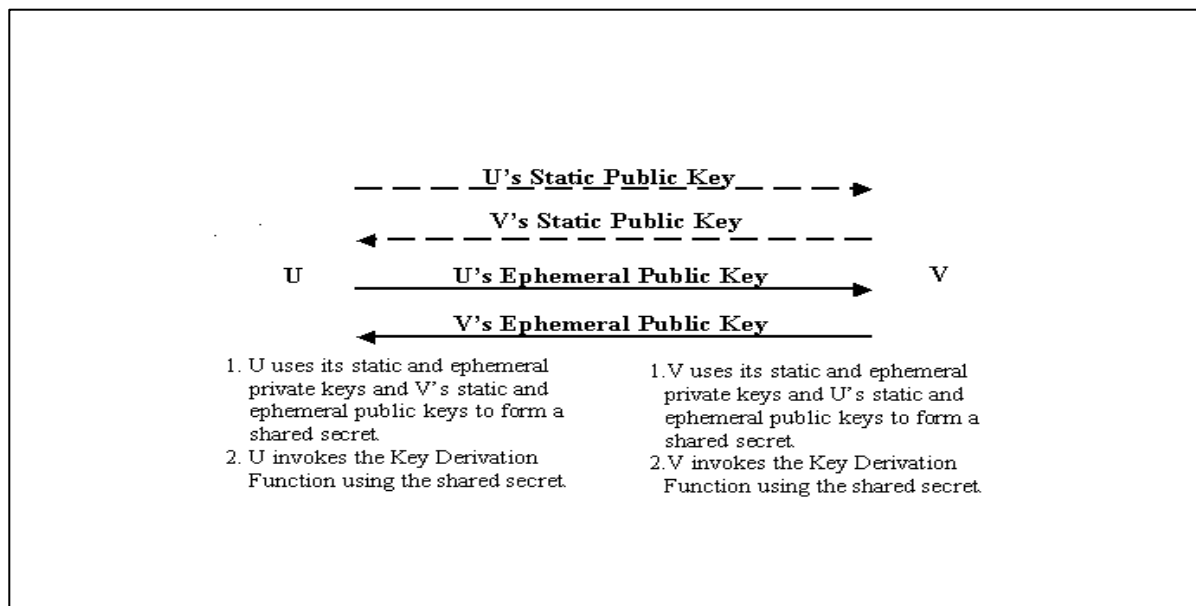 U's Static Public Key
V's Static Public Key
U
U's Ephemeral Public Key
V
V's Ephemeral Public Key
1. U uses its static and ephemeral
private keys and V's static and
ephemeral public keys to form a
shared secret.
2. U invokes the Key Derivation
Function using the shared secret.
1.V uses its static and ephemeral
private keys and U's static and
ephemeral public keys to form a
shared secret.
2.V invokes the Key Derivation
Function using the shared secret.